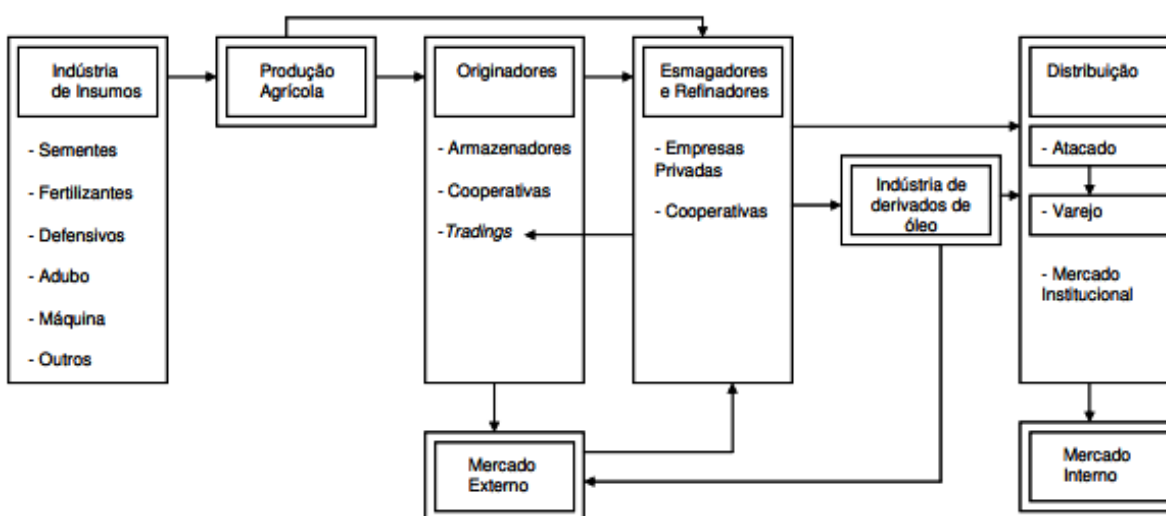 Indústria
de Insumos
- Sementes
- Fertilizantes
- Defensivos
- Adubo
- Máquina
- Outros
Produção
Agrícola
Originadores
- Armazenadores
- Cooperativas
-Tradings
Esmagadores
e Refinadores
- Empresas
Privadas
- Cooperativas
Indústria de
derivados de
óleo
Distribuição
- Atacado
- Varejo
- Mercado
Institucional
Mercado
Externo
Mercado
Interno